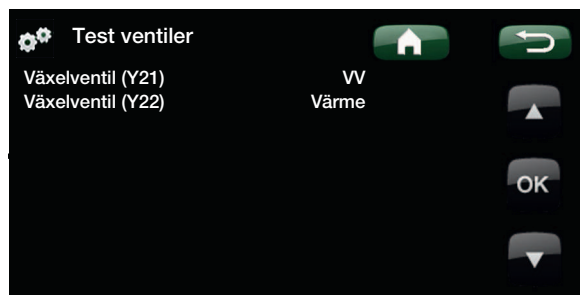 Test ventiler
Växelventil (Y21) VV
Växelventil (Y22) Värme
OK